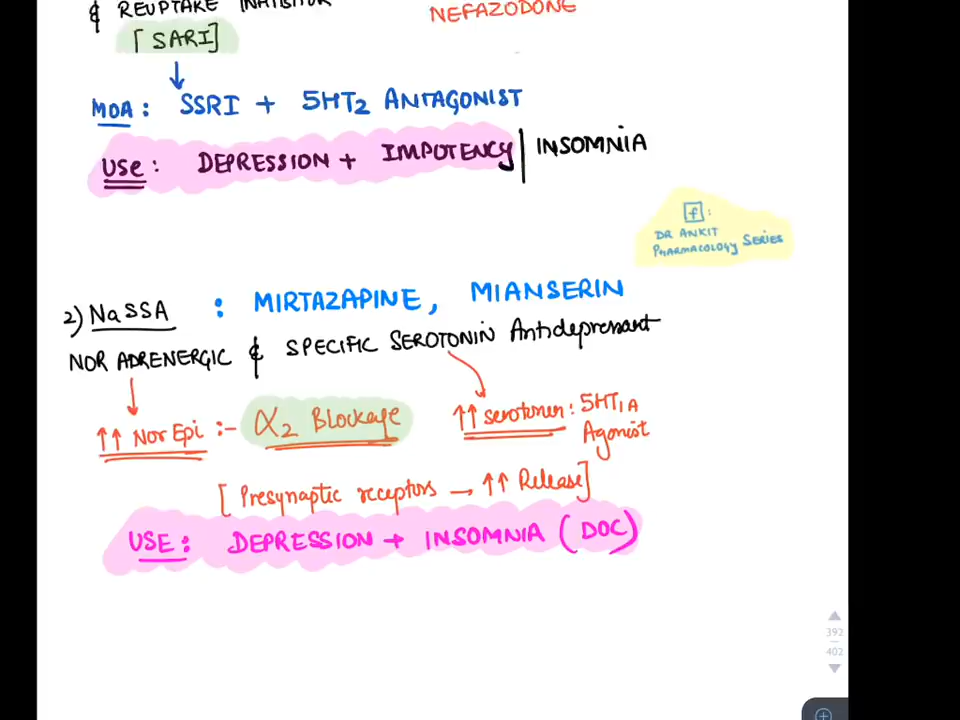 & REUPTAKE INHIBITOR
NEFAZODONE
[SARI]
MOA: SSRI + 5HT2 ANTAGONIST
USE: DEPRESSION + IMPOTENCY | INSOMNIA
f:
DR ANKIT
PHARMACOLOGY SERIES
2) NaSSA : MIRTAZAPINE, MIANSERIN
NOR ADRENERGIC & SPECIFIC SEROTONIN Antidepressant
↑↑ Nor Epi :- α2 Blockage
↑↑ Serotonin: 5HT1A
Agonist
[Presynaptic receptors → ↑↑ Release]
USE: DEPRESSION + INSOMNIA (DOC)
392
402